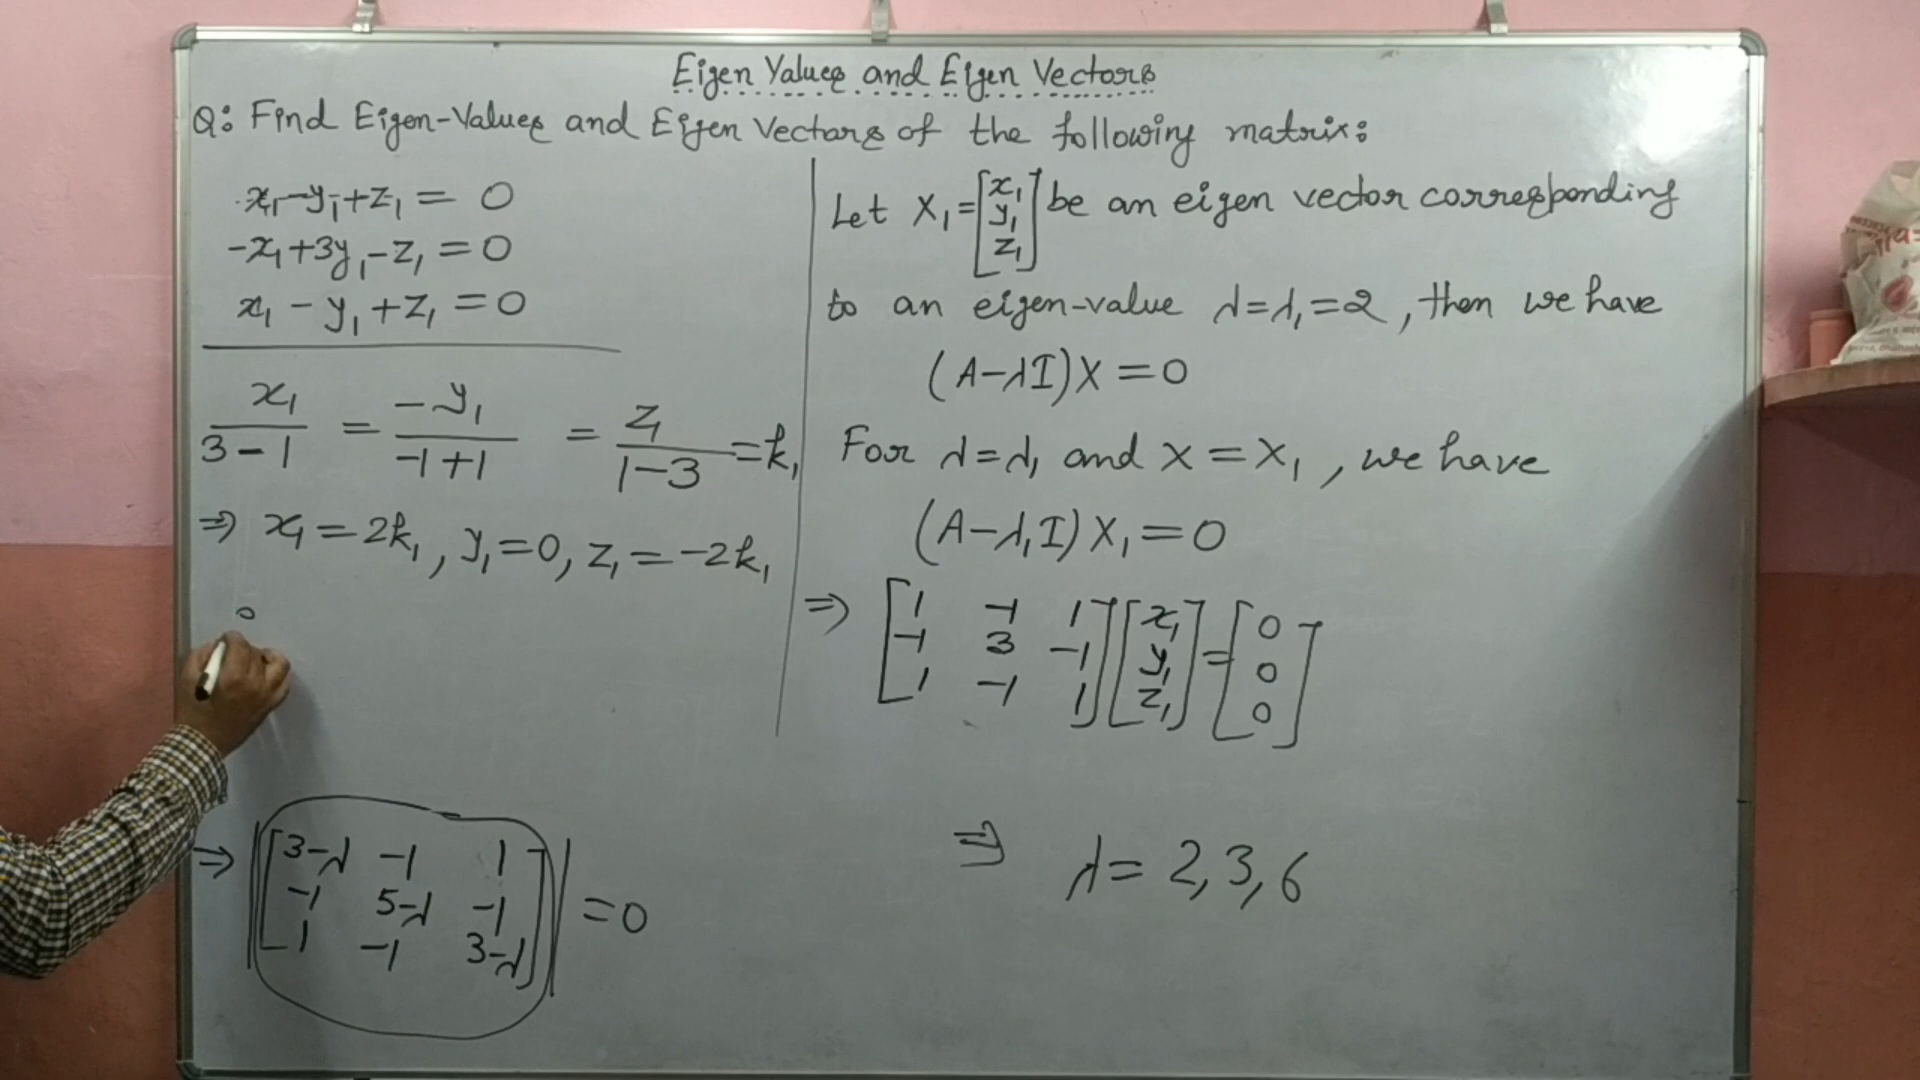 Eigen Values and Eigen Vectors
Q: Find Eigen-Values and Eigen Vectors of the following matrix:
x₁-y₁+z₁ = 0
-x₁+3y₁-z₁ = 0
x₁ - y₁ + z₁ = 0
x₁/(3-1) = -y₁/(-1+1) = z₁/(1-3) = k₁
⇒ x₁ = 2k₁, y₁ = 0, z₁ = -2k₁
⇒ |[3-λ -1 1
-1 5-λ -1
1 -1 3-λ]| = 0
Let X₁ = [x₁ y₁ z₁] be an eigen vector corresponding
to an eigen-value λ=λ₁=2, then we have
(A-λI)X = 0
For λ=λ₁ and X = X₁, we have
(A-λ₁I)X₁ = 0
⇒ [1 -1 1] [x₁] = [0]
[-1 3 -1] [y₁] [0]
[1 -1 1] [z₁] [0]
⇒ λ = 2,3,6